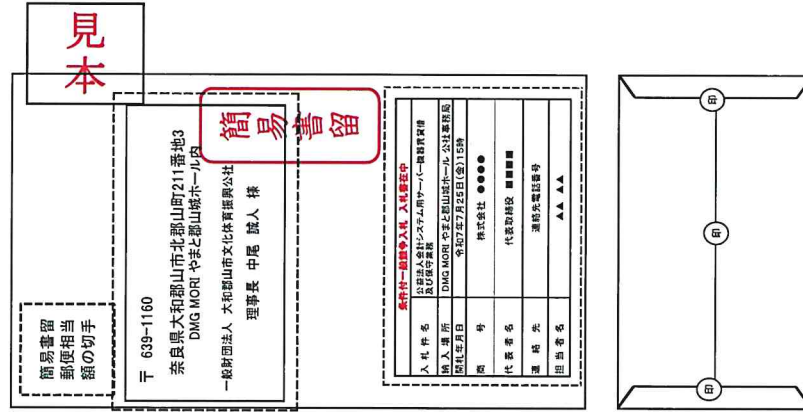 見本
簡易書留
郵便相当
額の切手
〒 639-1160
奈良県大和郡山市北郡山町211番地3
DMG MORI やまと郡山城ホール内
一般財団法人 大和郡山市文化体育振興公社
理事長 中尾 誠人 様
簡易書留
条件付一般競争入札 入札書在中
入札件名 公益法人会計システム用サーバー機器賃貸借
及び保守業務
納入場所 DMG MORI やまと郡山城ホール 公社事務局
開札年月日 令和7年7月25日(金)15時
商号 株式会社 ●●●●
代表者名 代表取締役 ■■■■
連絡先 連絡先電話番号
担当者名 ▲▲ ▲▲
印
印
印